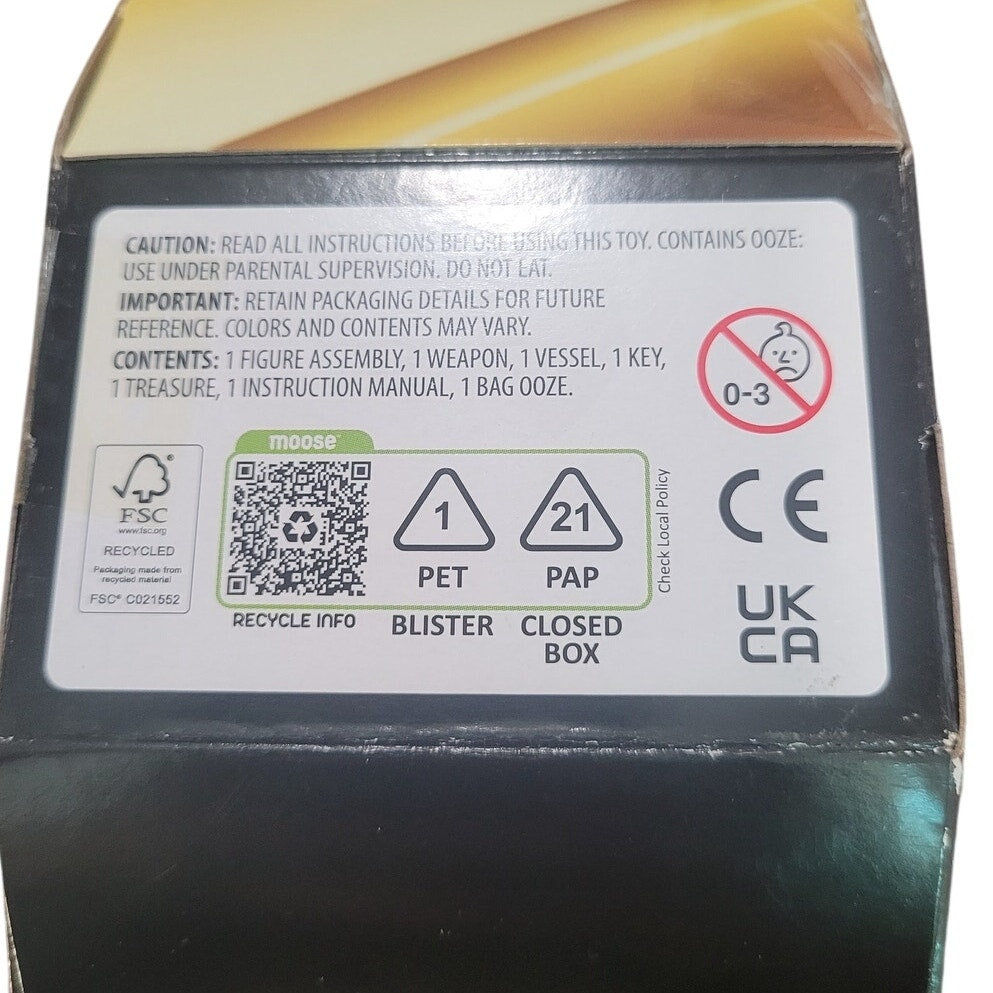 CAUTION: READ ALL INSTRUCTIONS BEFORE USING THIS TOY. CONTAINS OOZE:
USE UNDER PARENTAL SUPERVISION. DO NOT EAT.
IMPORTANT: RETAIN PACKAGING DETAILS FOR FUTURE
REFERENCE. COLORS AND CONTENTS MAY VARY.
CONTENTS: 1 FIGURE ASSEMBLY, 1 WEAPON, 1 VESSEL, 1 KEY,
1 TREASURE, 1 INSTRUCTION MANUAL, 1 BAG OOZE.
0-3
FSC®
www.fsc.org
RECYCLED
Packaging made from
recycled material
FSC® C021552
moose™
RECYCLE INFO
1
PET
BLISTER
21
PAP
CLOSED
BOX
Check Local Policy
CE
UK
CA